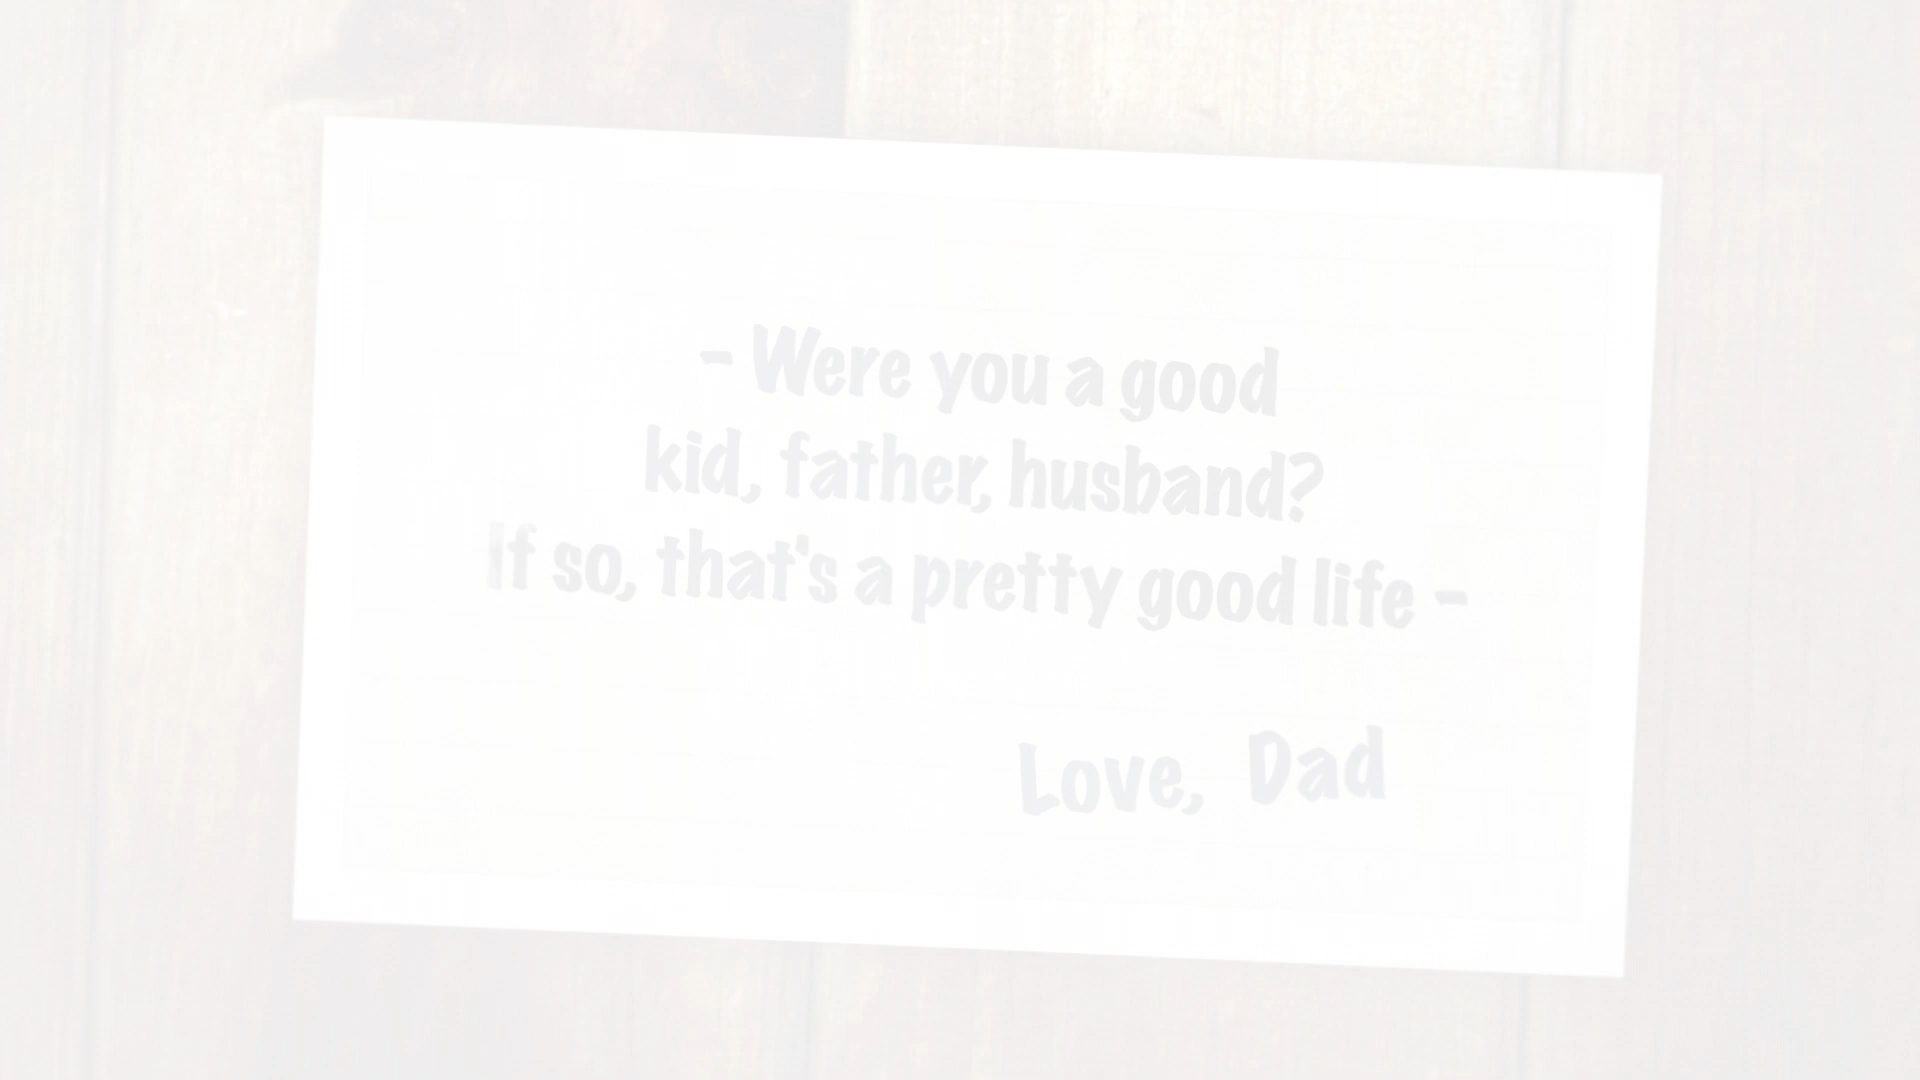 - Were you a good
kid, father, husband?
If so, that's a pretty good life -
Love, Dad